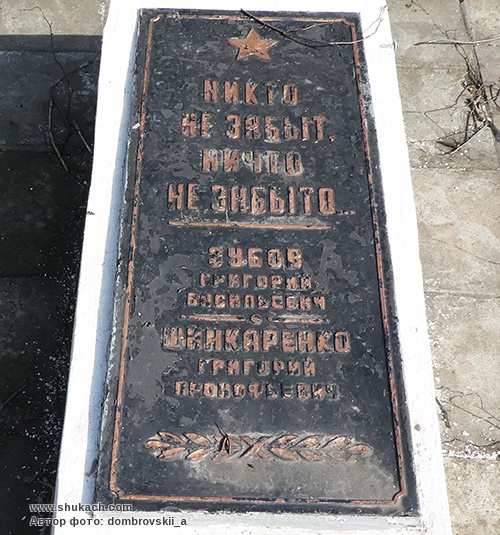 НИКТО
НЕ ЗАБЫТ,
НИЧТО
НЕ ЗАБЫТО...
ЗУБОВ
ГРИГОРИЙ
ВАСИЛЬЕВИЧ
ШИНКАРЕНКО
ГРИГОРИЙ
ПРОКОФЬЕВИЧ
www.shukach.com
Автор фото: dombrovskii_a